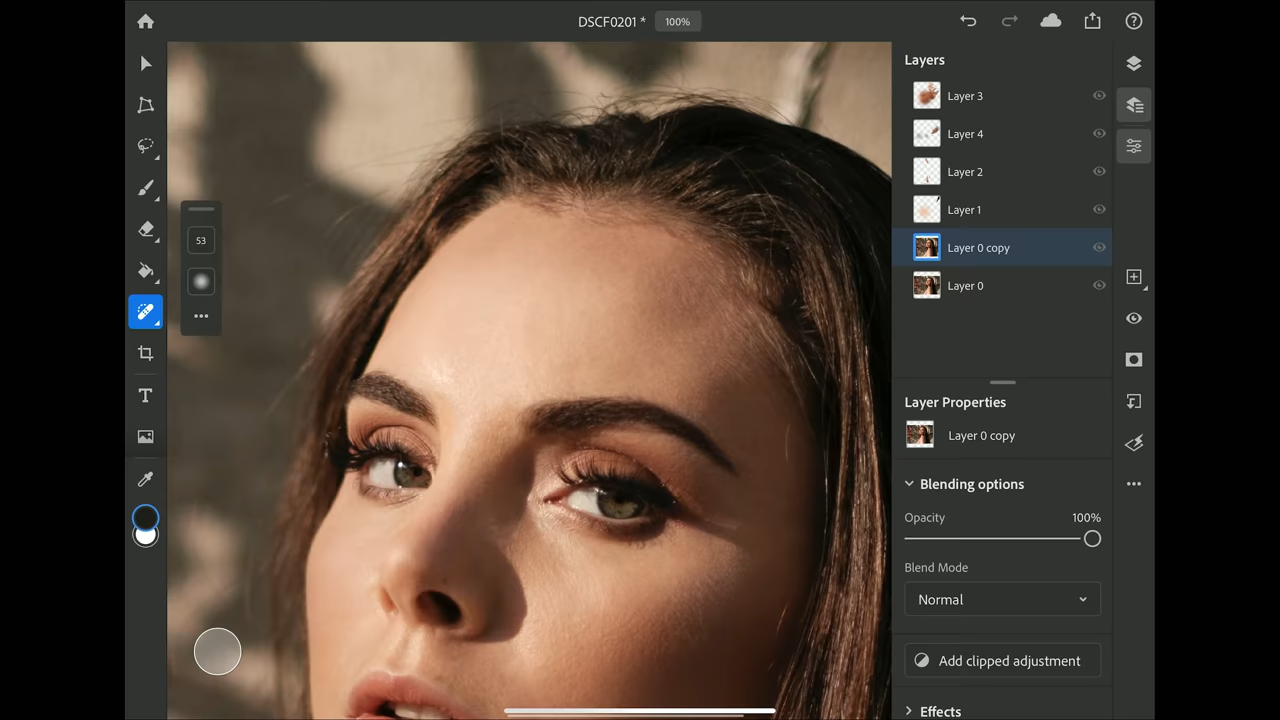 DSCF0201 *
100%
53
T
Layers
Layer 3
Layer 4
Layer 2
Layer 1
Layer 0 copy
Layer 0
Layer Properties
Layer 0 copy
Blending options
Opacity
100%
Blend Mode
Normal
Add clipped adjustment
Effects